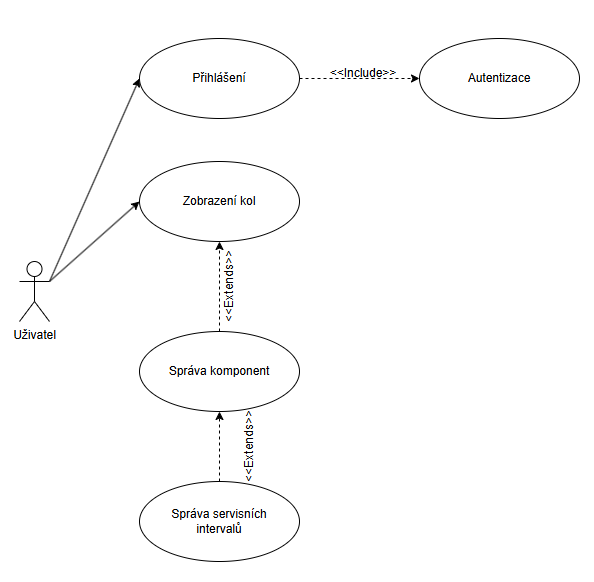 Přihlášení
<<Include>>
Autentizace
Zobrazení kol
<<Extends>>
Uživatel
Správa komponent
<<Extends>>
Správa servisních
intervalů